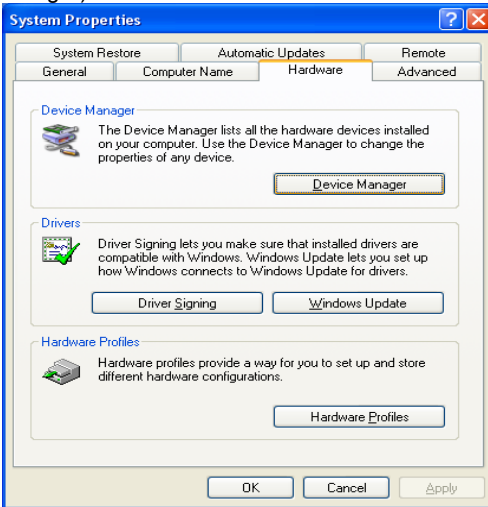 System Properties
System Restore Automatic Updates Remote
General Computer Name Hardware Advanced
Device Manager
The Device Manager lists all the hardware devices installed
on your computer. Use the Device Manager to change the
properties of any device.
Device Manager
Drivers
Driver Signing lets you make sure that installed drivers are
compatible with Windows. Windows Update lets you set up
how Windows connects to Windows Update for drivers.
Driver Signing Windows Update
Hardware Profiles
Hardware profiles provide a way for you to set up and store
different hardware configurations.
Hardware Profiles
OK Cancel Apply